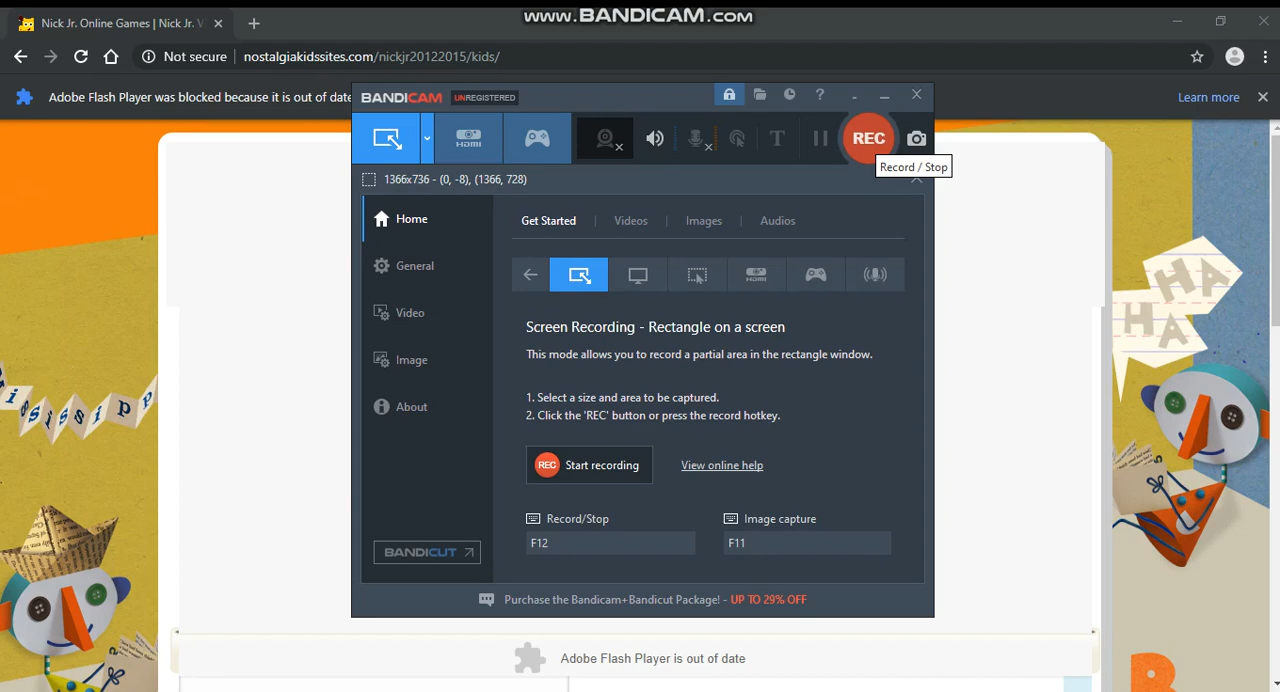 www.BANDICAM.com
Nick Jr. Online Games | Nick Jr. V
Not secure nostalgiakidssites.com/nickjr20122015/kids/
Adobe Flash Player was blocked because it is out of date
Learn more
BANDICAM UNREGISTERED
?
HDMI
T
REC
Record / Stop
1366x736 - (0, -8), (1366, 728)
Home
General
Video
Image
About
BANDICUT
Get Started
Videos
Images
Audios
HDMI
Screen Recording - Rectangle on a screen
This mode allows you to record a partial area in the rectangle window.
1. Select a size and area to be captured.
2. Click the 'REC' button or press the record hotkey.
REC Start recording
View online help
Record/Stop
Image capture
F12
F11
Purchase the Bandicam+Bandicut Package! - UP TO 29% OFF
HA
HA
ississipp
Adobe Flash Player is out of date
B